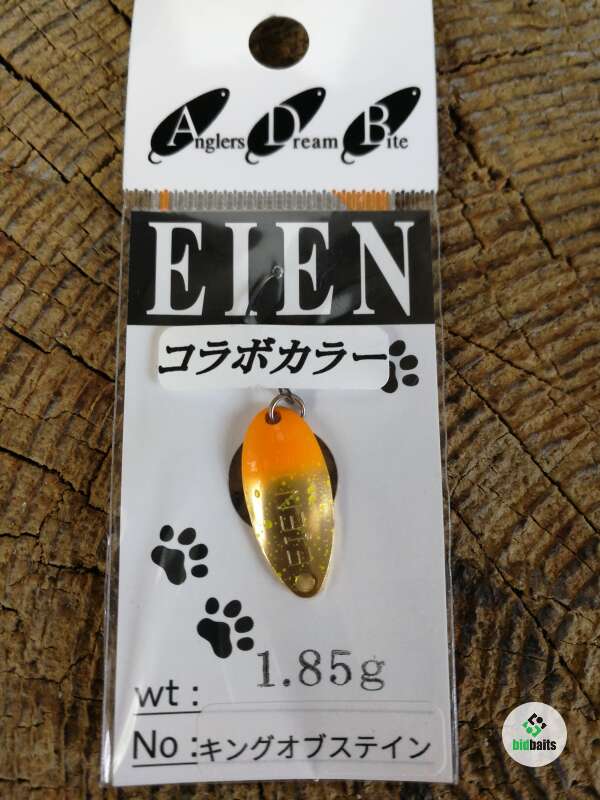 Anglers Dream Bite
EIEN
コラボカラー
EIEN
wt : 1.85g
No : キングオブステイン
bidbaits